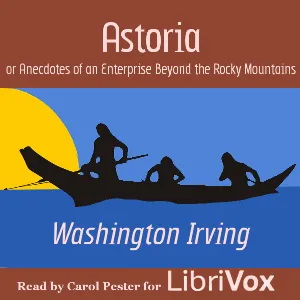 Astoria
or Anecdotes of an Enterprise Beyond the Rocky Mountains
Washington Irving
Read by Carol Pester for LibriVox